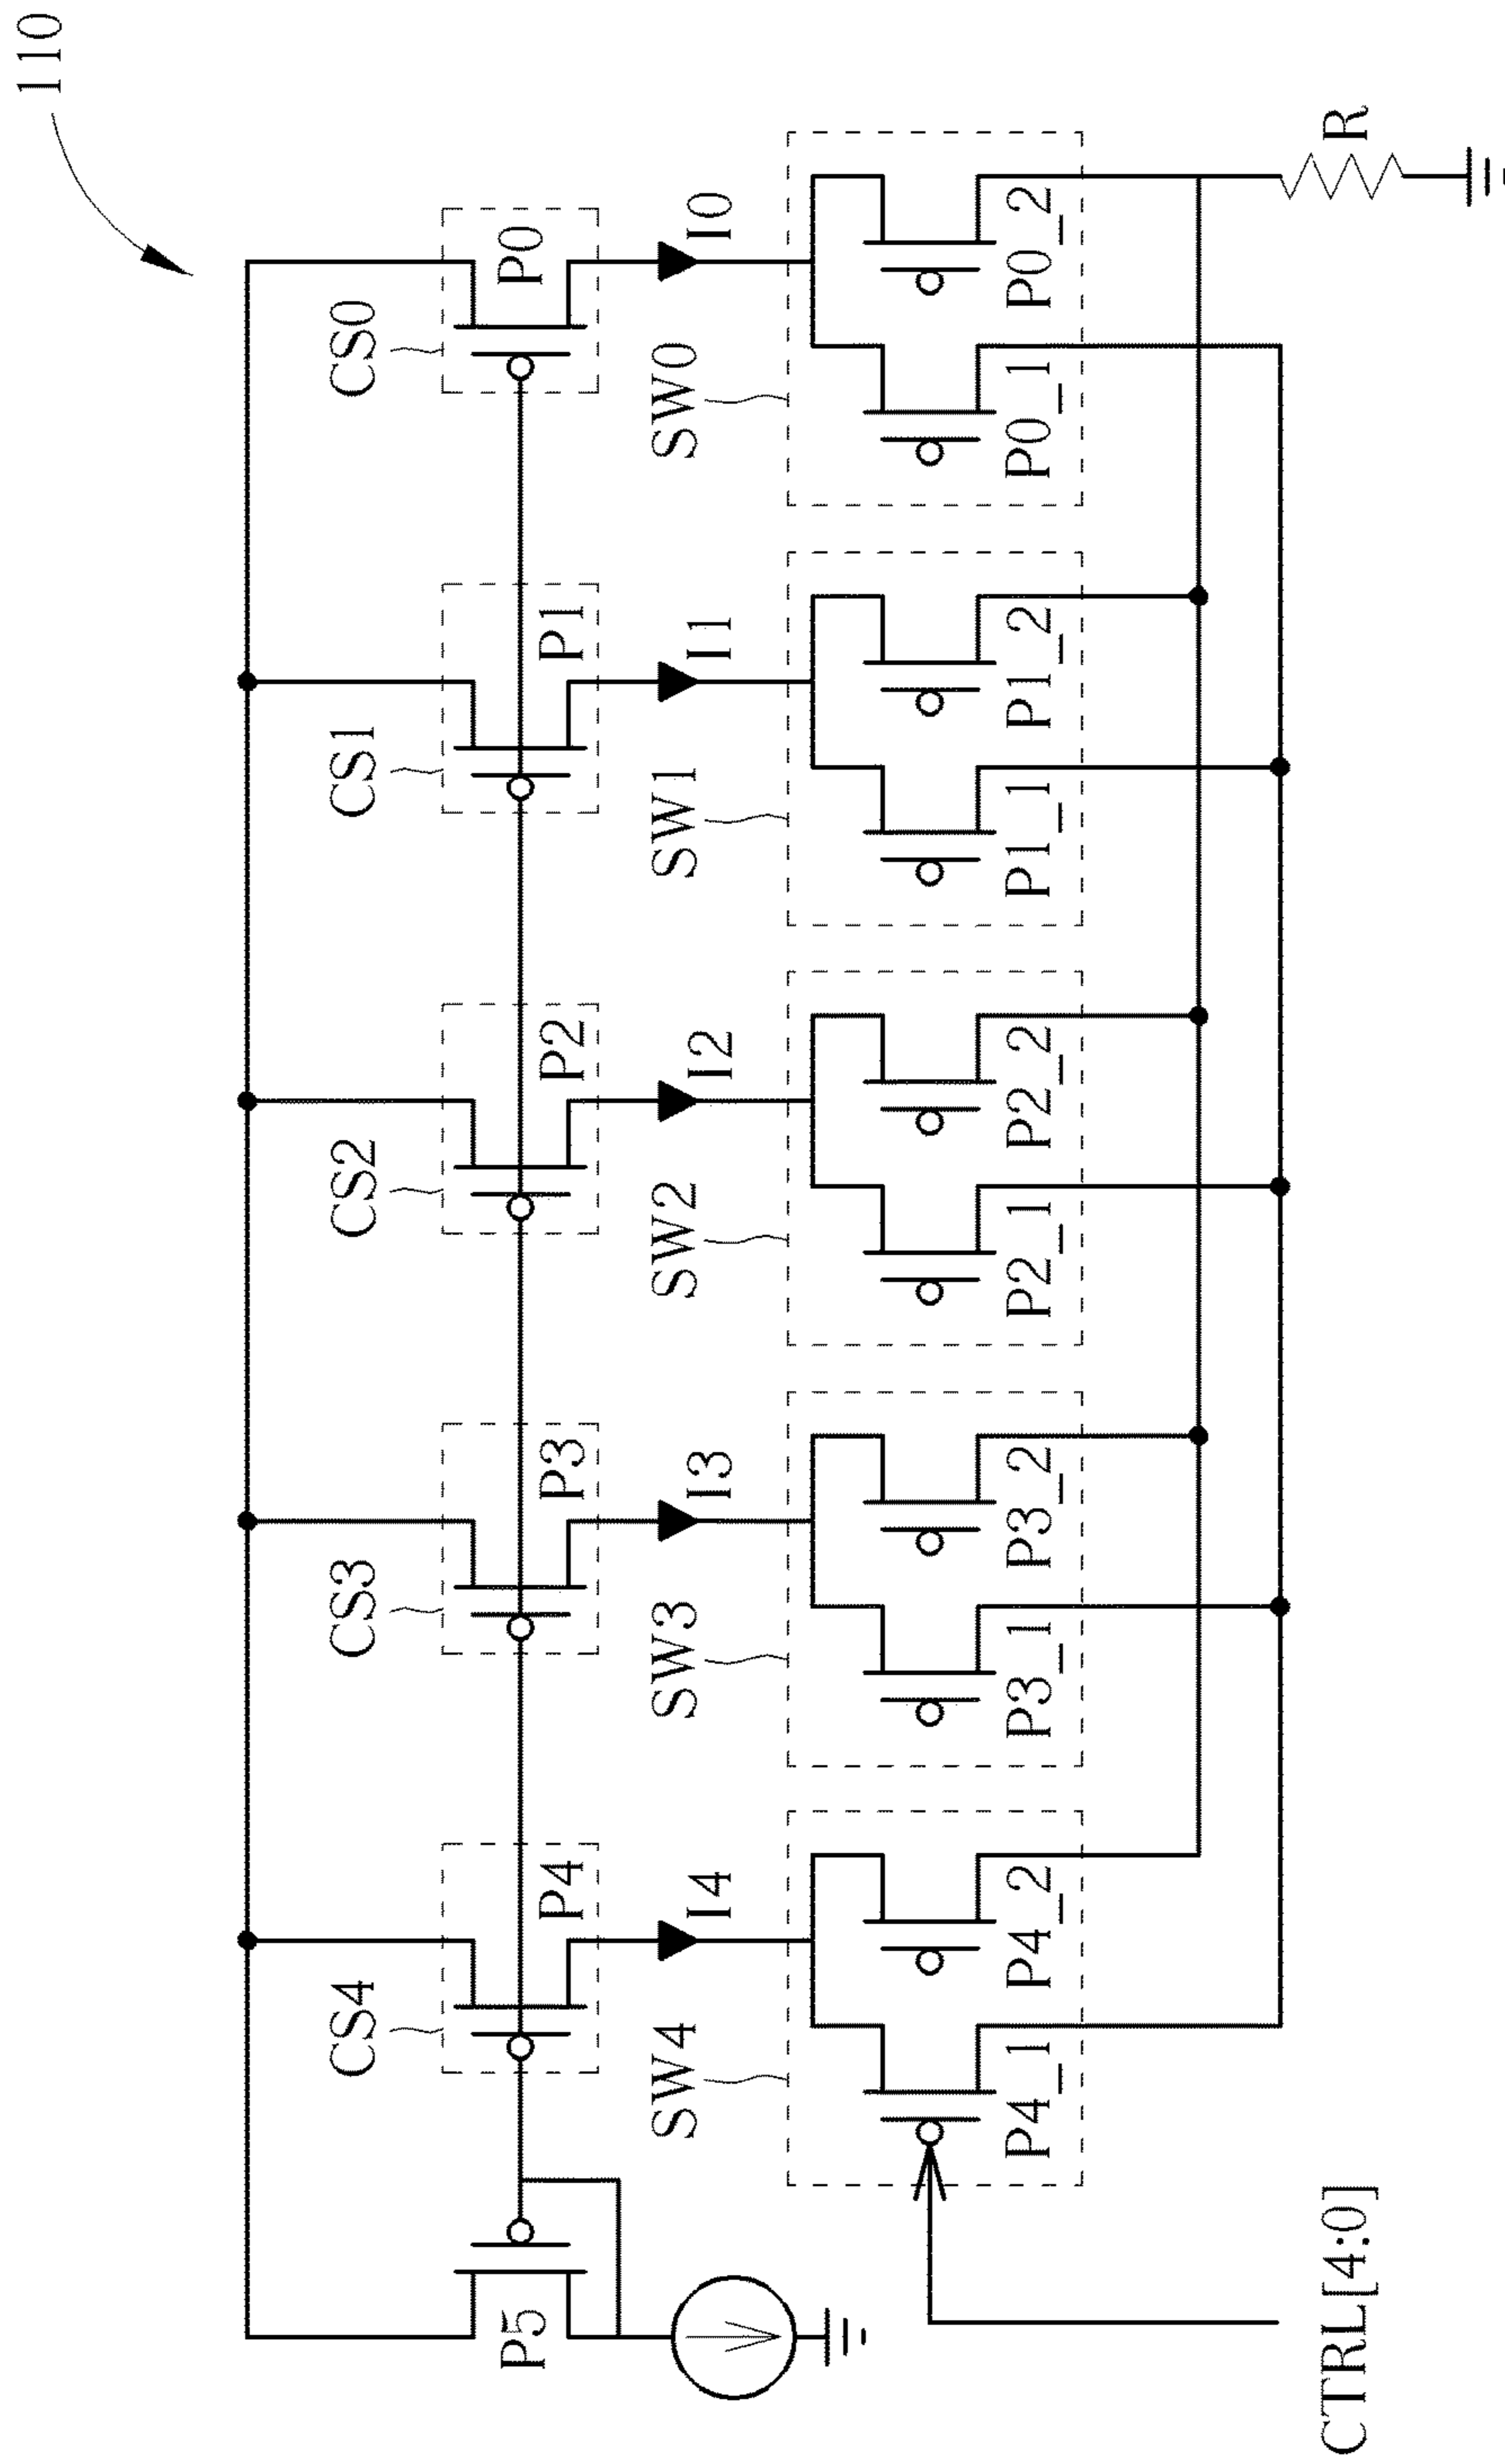 110
CS4
CS3
CS2
CS1
CS0
P5
P4
P3
P2
P1
P0
I4
I3
I2
I1
I0
SW4
SW3
SW2
SW1
SW0
P4_1
P4_2
P3_1
P3_2
P2_1
P2_2
P1_1
P1_2
P0_1
P0_2
CTRL[4:0]
R